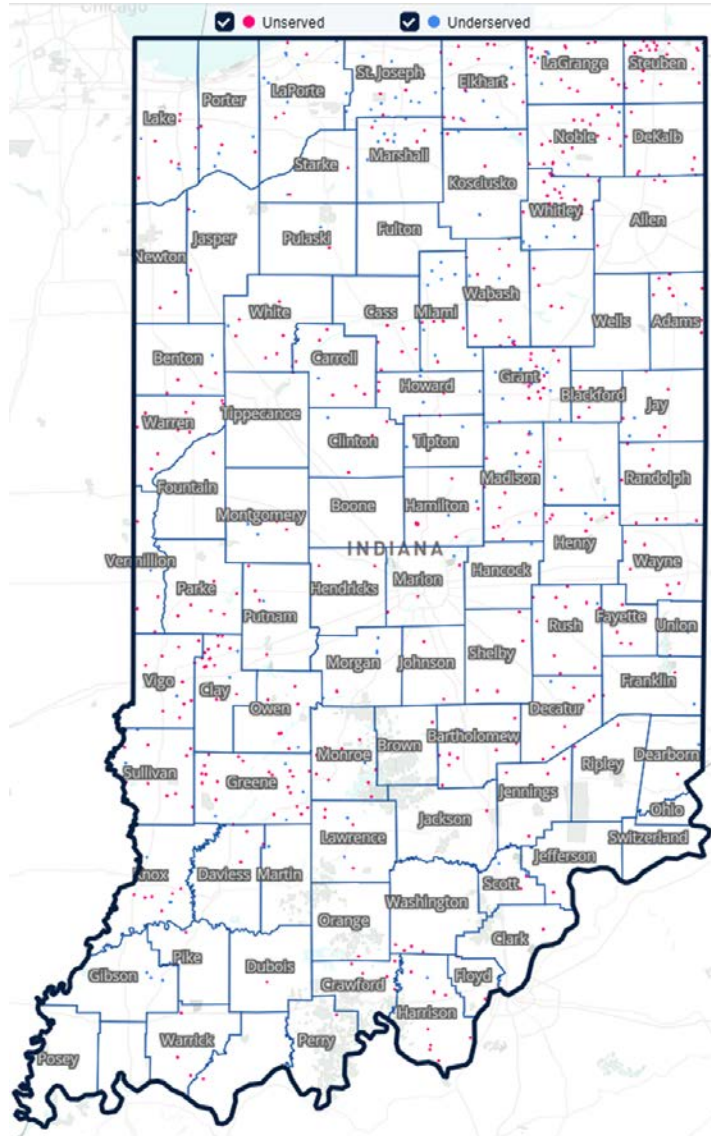 Chicago
Unserved Underserved
LaGrange Steuben
St. Joseph
LaPorte Elkhart
Porter
Lake
Noble DeKalb
Marshall
Starke
Kosciusko
Whitley
Allen
Fulton
Jasper Pulaski
Newton
Wabash
White Cass Miami
Wells Adams
Benton Carroll
Grant
Howard
Blackford
Jay
Warren Tippecanoe
Clinton Tipton
Madison Randolph
Fountain Boone Hamilton
Montgomery
Henry
INDIANA
Vermillion Wayne
Hancock
Marion
Parke Hendricks
Putnam
Fayette Union
Rush
Shelby
Morgan Johnson
Vigo Clay
Franklin
Owen Decatur
Bartholomew
Brown
Monroe Dearborn
Ripley
Sullivan
Greene
Jennings
Ohio
Jackson
Lawrence Switzerland
Jefferson
Knox Daviess Martin
Scott
Washington
Orange
Clark
Pike
Dubois
Gibson Floyd
Crawford
Harrison
Warrick Perry
Posey